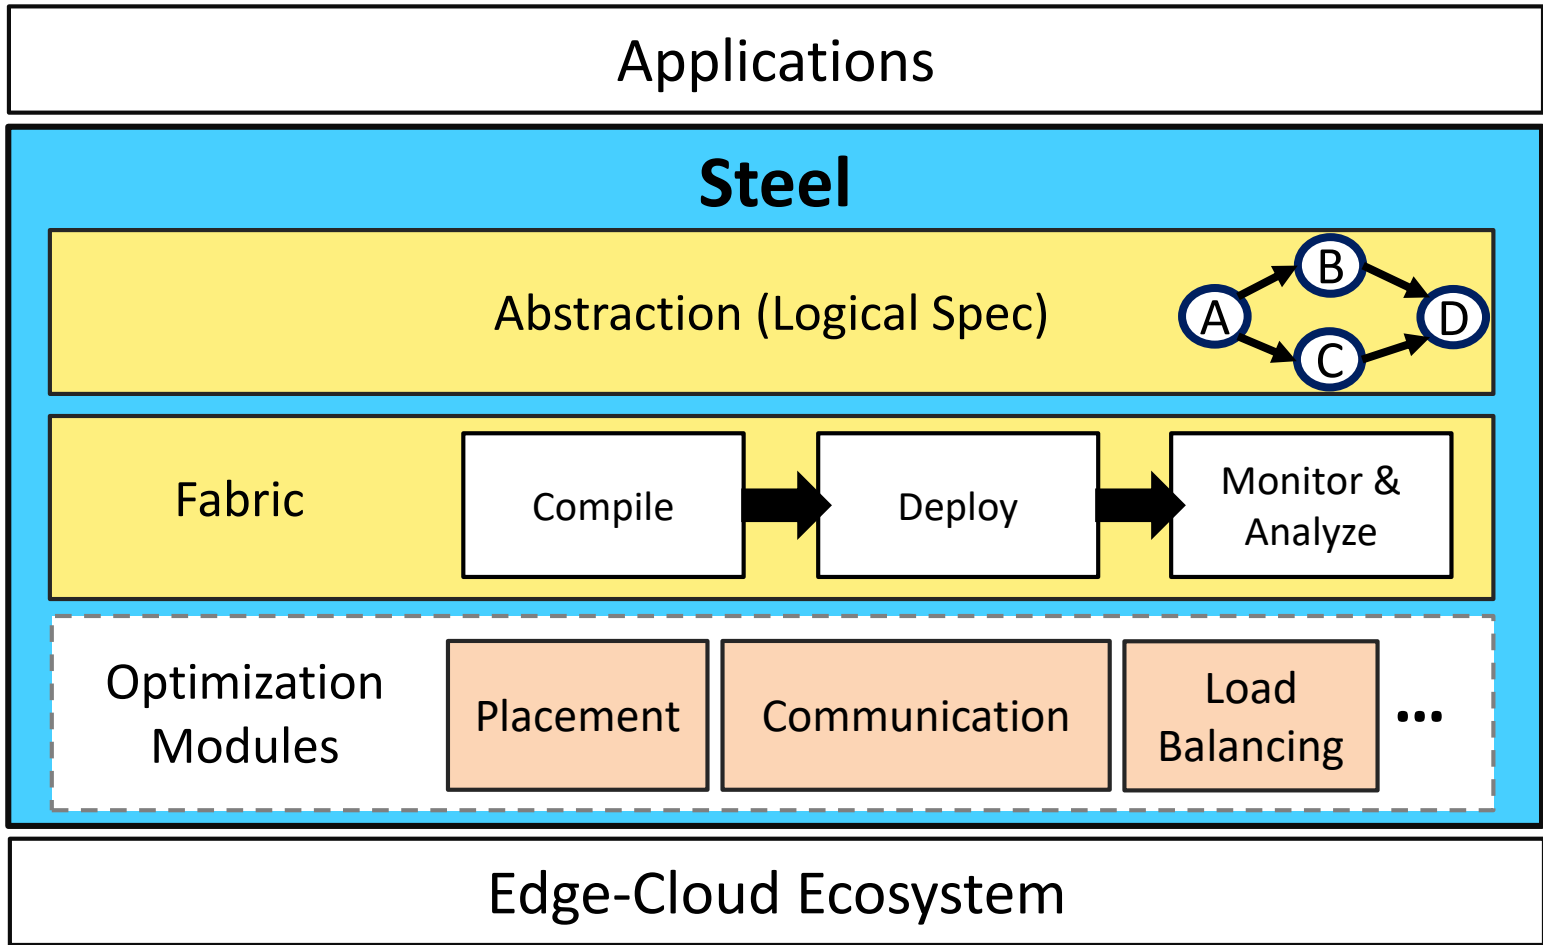 Applications
Steel
Abstraction (Logical Spec)
A
B
C
D
Fabric
Compile
Deploy
Monitor &
Analyze
Optimization
Modules
Placement
Communication
Load
Balancing
...
Edge-Cloud Ecosystem